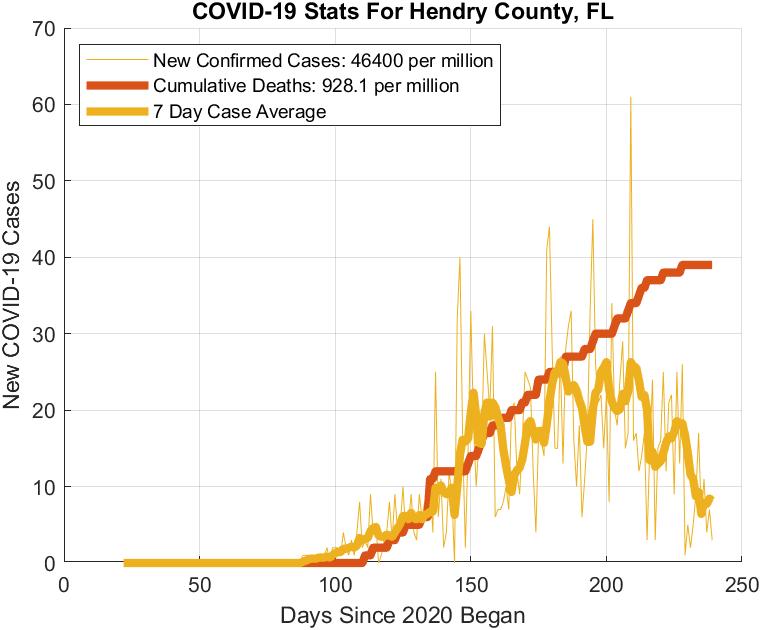 COVID-19 Stats For Hendry County, FL
New Confirmed Cases: 46400 per million
Cumulative Deaths: 928.1 per million
7 Day Case Average
New COVID-19 Cases
70
60
50
40
30
20
10
0
0 50 100 150 200 250
Days Since 2020 Began